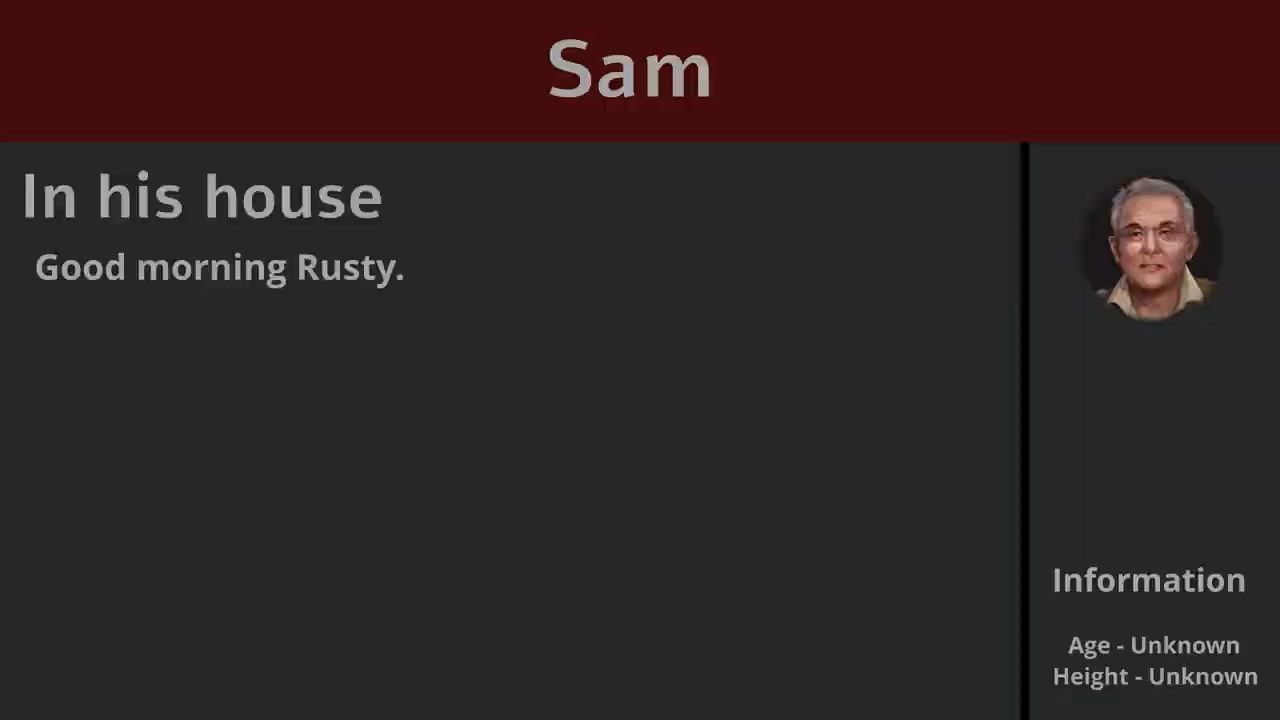 Sam
In his house
Good morning Rusty.
Information
Age - Unknown
Height - Unknown